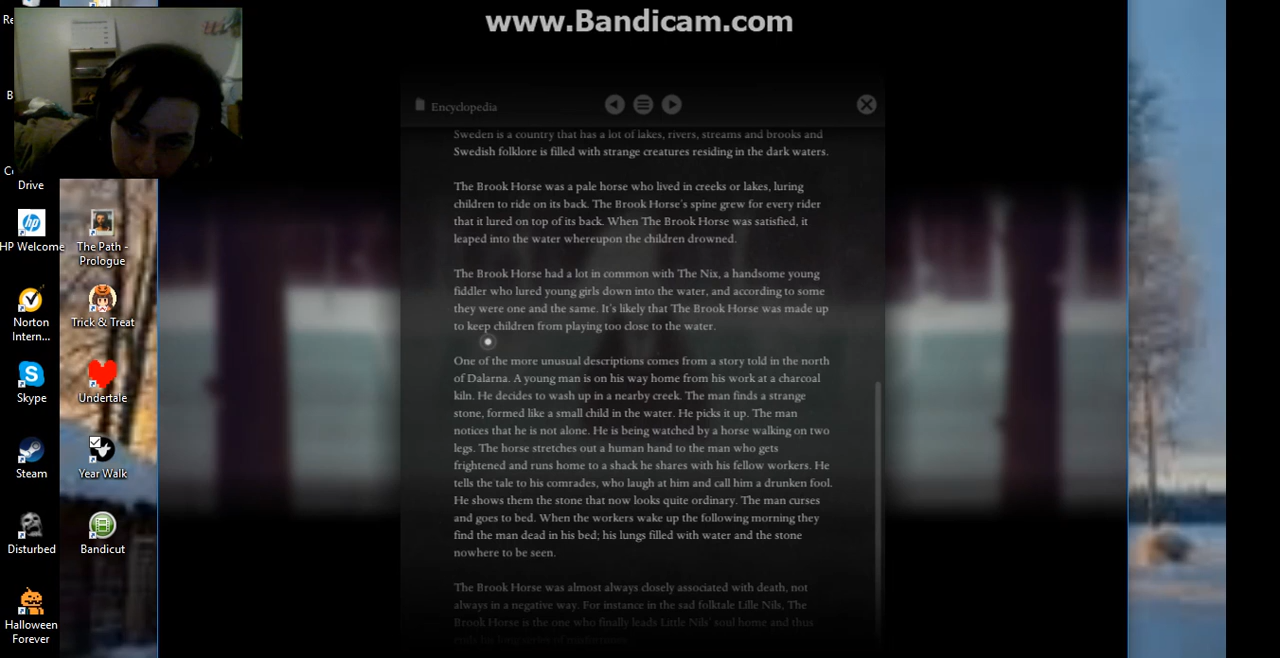 www.Bandicam.com
Encyclopedia
Sweden is a country that has a lot of lakes, rivers, streams and brooks and
Swedish folklore is filled with strange creatures residing in the dark waters.
The Brook Horse was a pale horse who lived in creeks or lakes, luring
children to ride on its back. The Brook Horse's spine grew for every rider
that it lured on top of its back. When The Brook Horse was satisfied, it
leaped into the water whereupon the children drowned.
The Brook Horse had a lot in common with The Nix, a handsome young
fiddler who lured young girls down into the water, and according to some
they were one and the same. It's likely that The Brook Horse was made up
to keep children from playing too close to the water.
One of the more unusual descriptions comes from a story told in the north
of Dalarna. A young man is on his way home from his work at a charcoal
kiln. He decides to wash up in a nearby creek. The man finds a strange
stone, formed like a small child in the water. He picks it up. The man
notices that he is not alone. He is being watched by a horse walking on two
legs. The horse stretches out a human hand to the man who gets
frightened and runs home to a shack he shares with his fellow workers. He
tells the tale to his comrades, who laugh at him and call him a drunken fool.
He shows them the stone that now looks quite ordinary. The man curses
and goes to bed. When the workers wake up the following morning they
find the man dead in his bed; his lungs filled with water and the stone
nowhere to be seen.
The Brook Horse was almost always closely associated with death, not
always in a negative way. For instance in the sad folktale Lille Nils, The
Brook Horse is the one who finally leads Little Nils' soul home and thus
Re
B
C
Drive
HP Welcome
The Path -
Prologue
Norton
Intern...
Trick & Treat
Skype
Undertale
Steam
Year Walk
Disturbed
Bandicut
Halloween
Forever